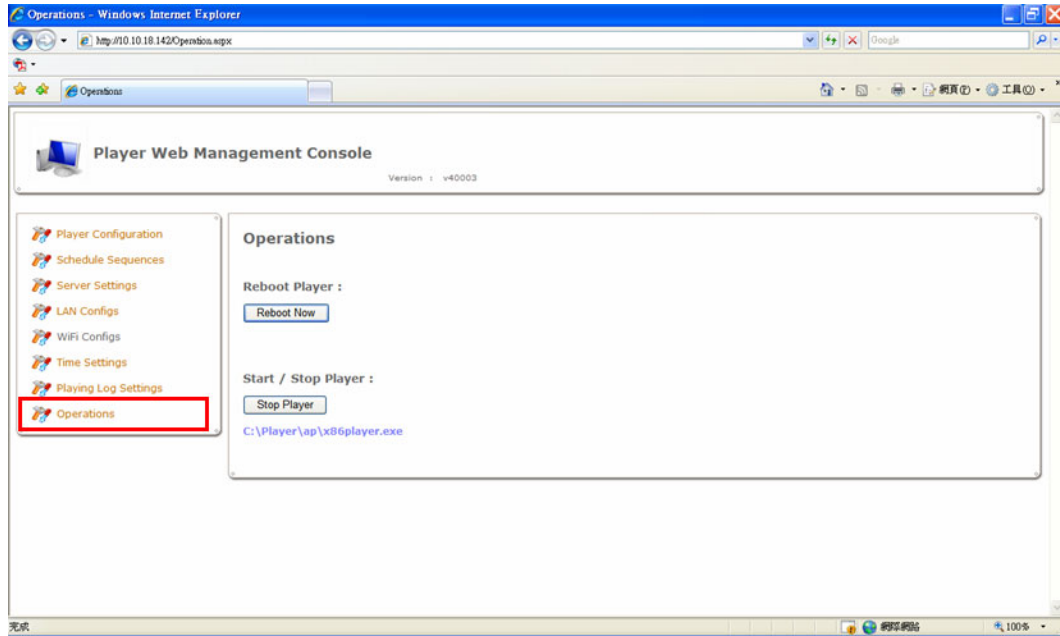 Operations - Windows Internet Explorer
http://10.10.18.142/Operation.aspx
Google
Operations
網頁(P)
工具(O)
Player Web Management Console
Version : v40003
Player Configuration
Schedule Sequences
Server Settings
LAN Configs
WiFi Configs
Time Settings
Playing Log Settings
Operations
Operations
Reboot Player :
Reboot Now
Start / Stop Player :
Stop Player
C:\Player\ap\x86player.exe
完成
網際網路
100%